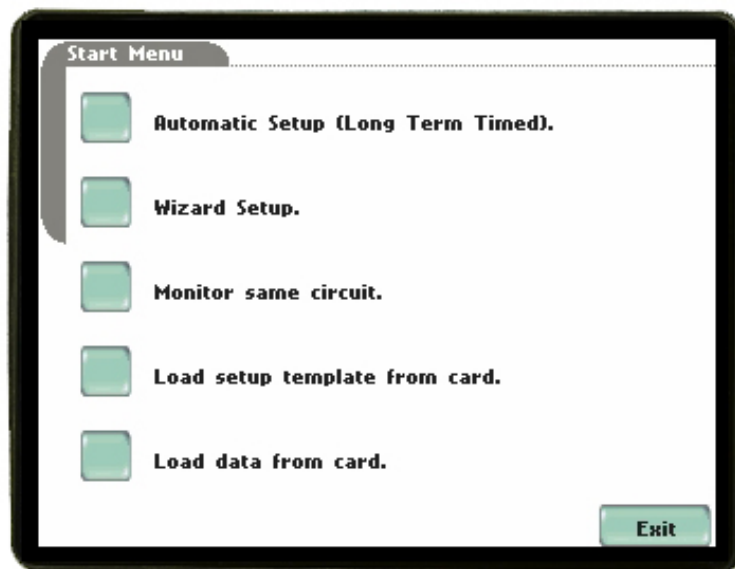 Start Menu
Automatic Setup (Long Term Timed).
Wizard Setup.
Monitor same circuit.
Load setup template from card.
Load data from card.
Exit